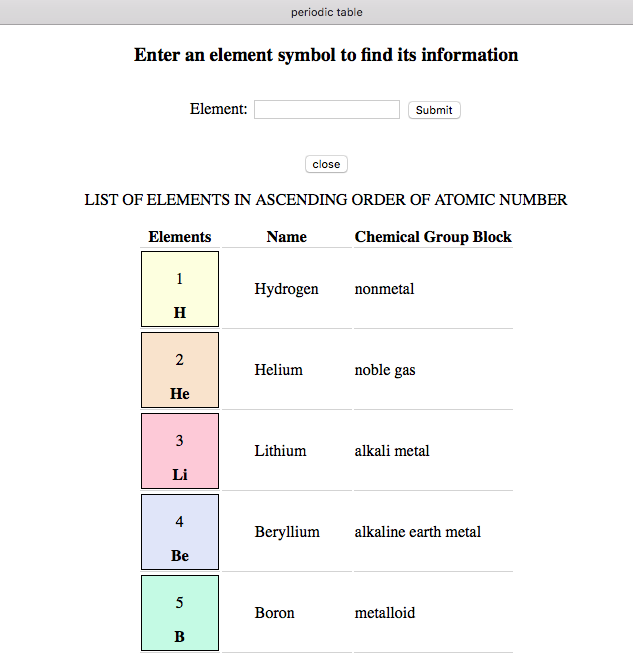 periodic table
Enter an element symbol to find its information
Element:
Submit
close
LIST OF ELEMENTS IN ASCENDING ORDER OF ATOMIC NUMBER
Elements Name Chemical Group Block
1
H
Hydrogen nonmetal
2
He
Helium noble gas
3
Li
Lithium alkali metal
4
Be
Beryllium alkaline earth metal
5
B
Boron metalloid